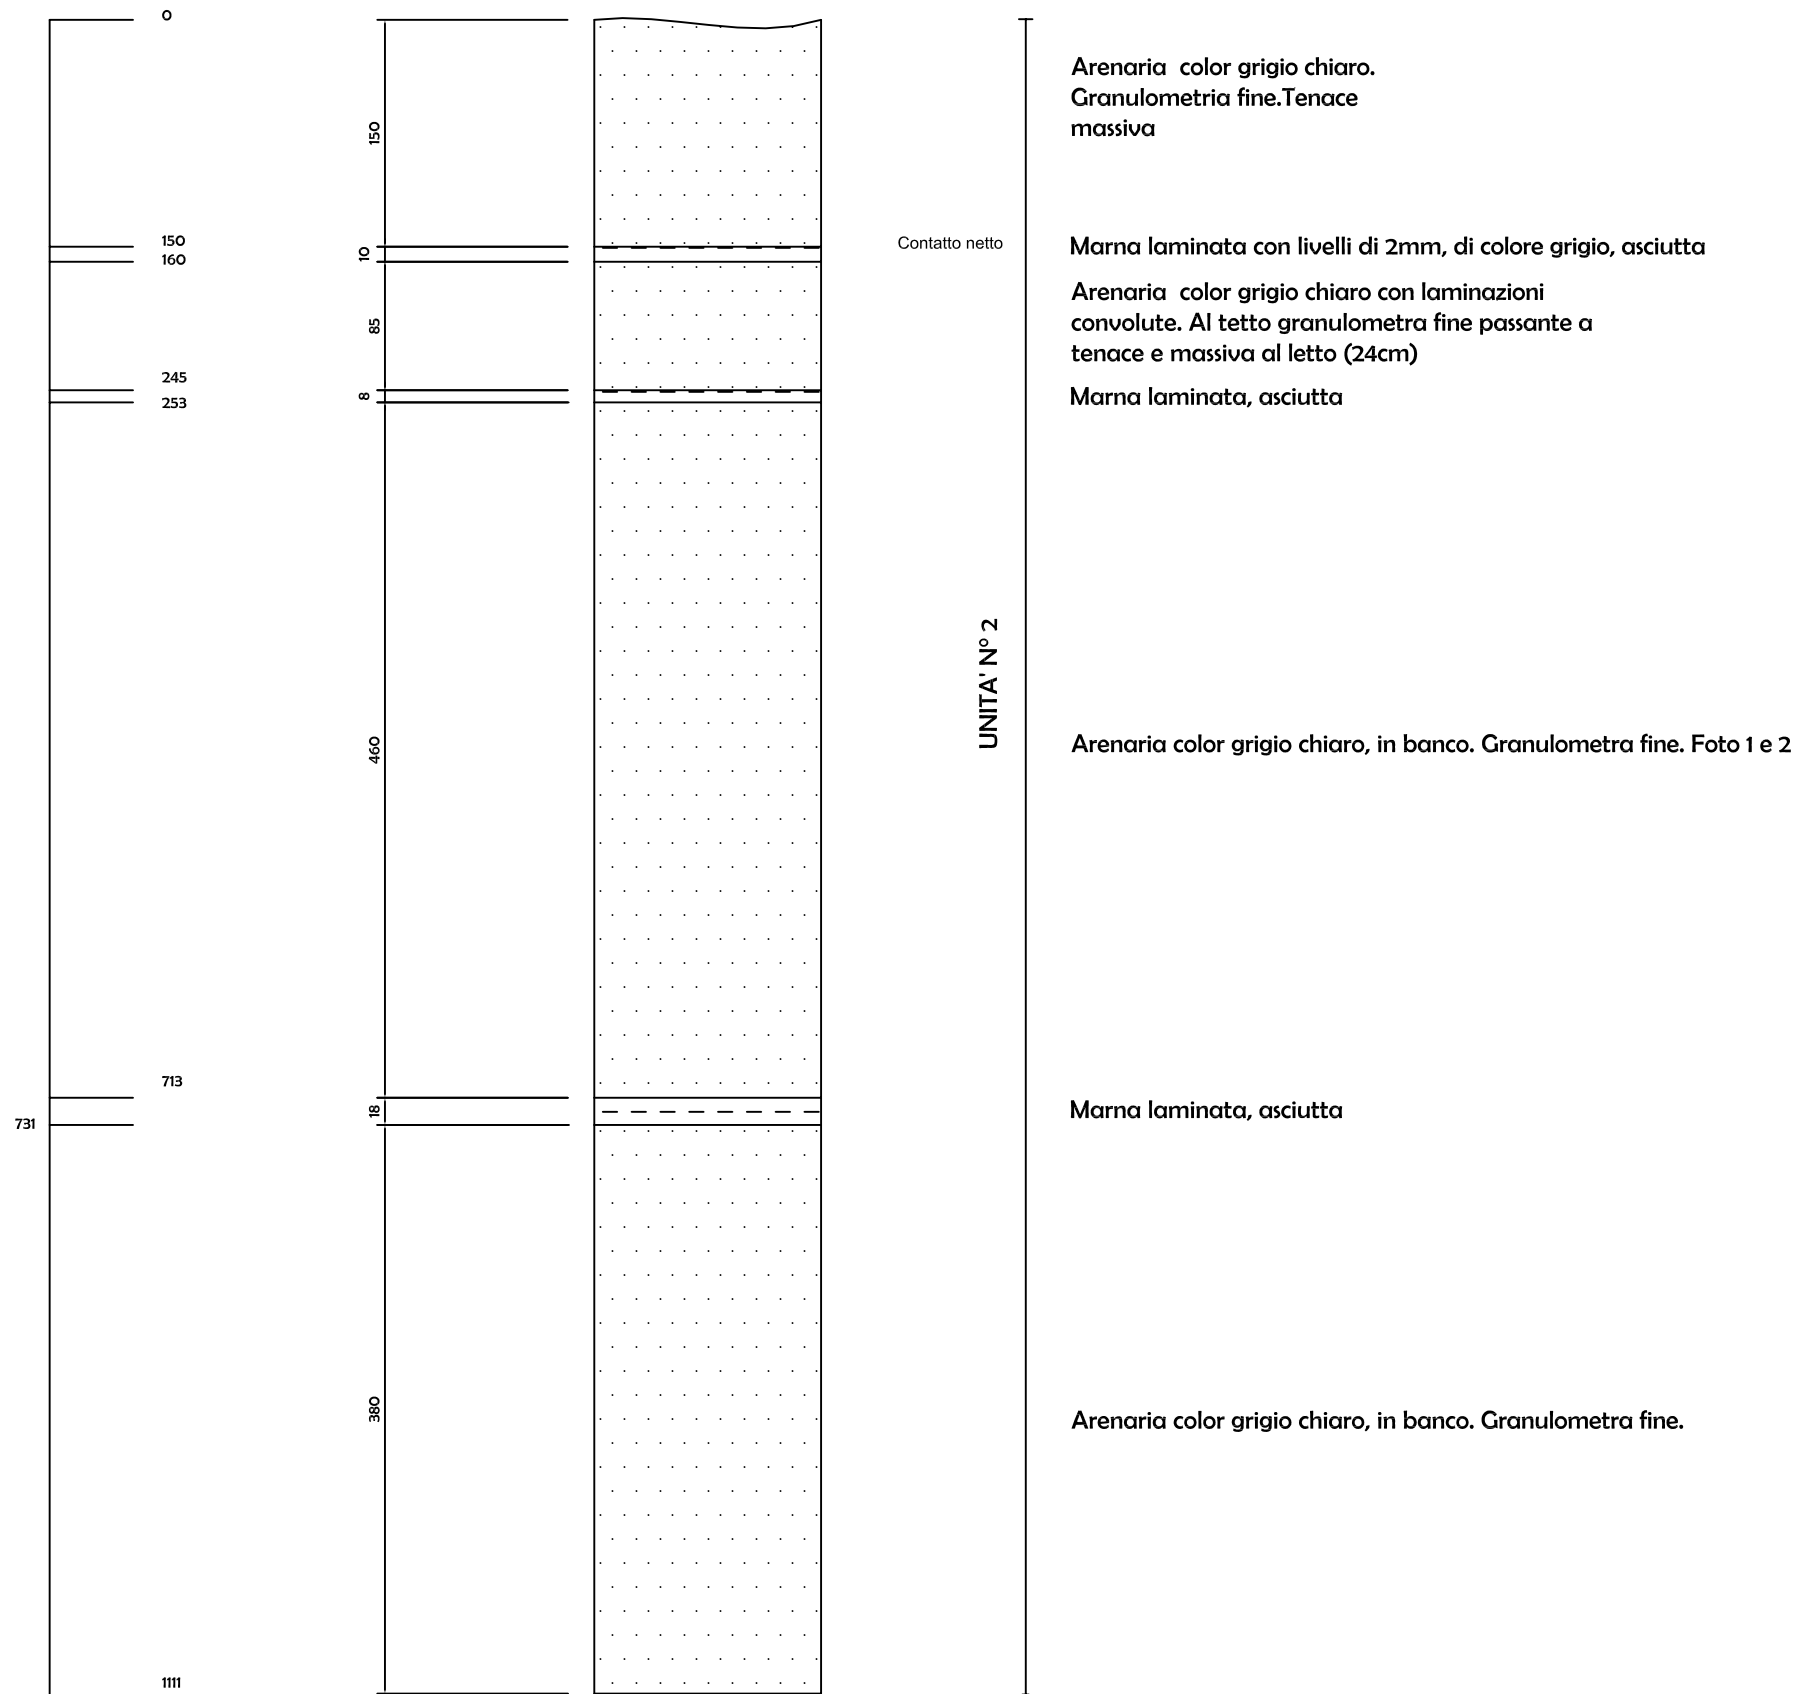 0
Arenaria  color grigio chiaro.
Granulometria fine.Tenace
massiva
150
150
10
160
Contatto netto
Marna laminata con livelli di 2mm, di colore grigio, asciutta
Arenaria  color grigio chiaro con laminazioni
convolute. Al tetto granulometra fine passante a
tenace e massiva al letto (24cm)
85
245
8
253
Marna laminata, asciutta
UNITA' N° 2
460
Arenaria color grigio chiaro, in banco. Granulometra fine. Foto 1 e 2
713
18
731
Marna laminata, asciutta
380
Arenaria color grigio chiaro, in banco. Granulometra fine.
1111